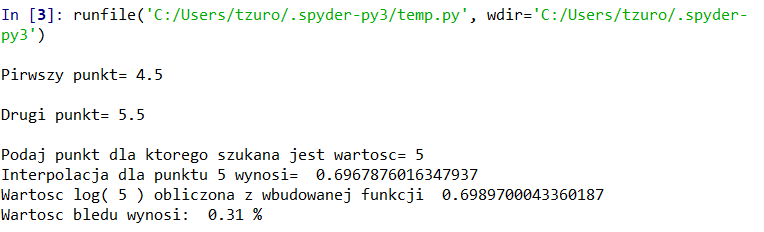 In [3]: runfile('C:/Users/tzuro/.spyder-py3/temp.py', wdir='C:/Users/tzuro/.spyder-
py3')
Pirwszy punkt= 4.5
Drugi punkt= 5.5
Podaj punkt dla ktorego szukana jest wartosc= 5
Interpolacja dla punktu 5 wynosi=  0.6967876016347937
Wartosc log( 5 ) obliczona z wbudowanej funkcji  0.6989700043360187
Wartosc bledu wynosi:  0.31 %